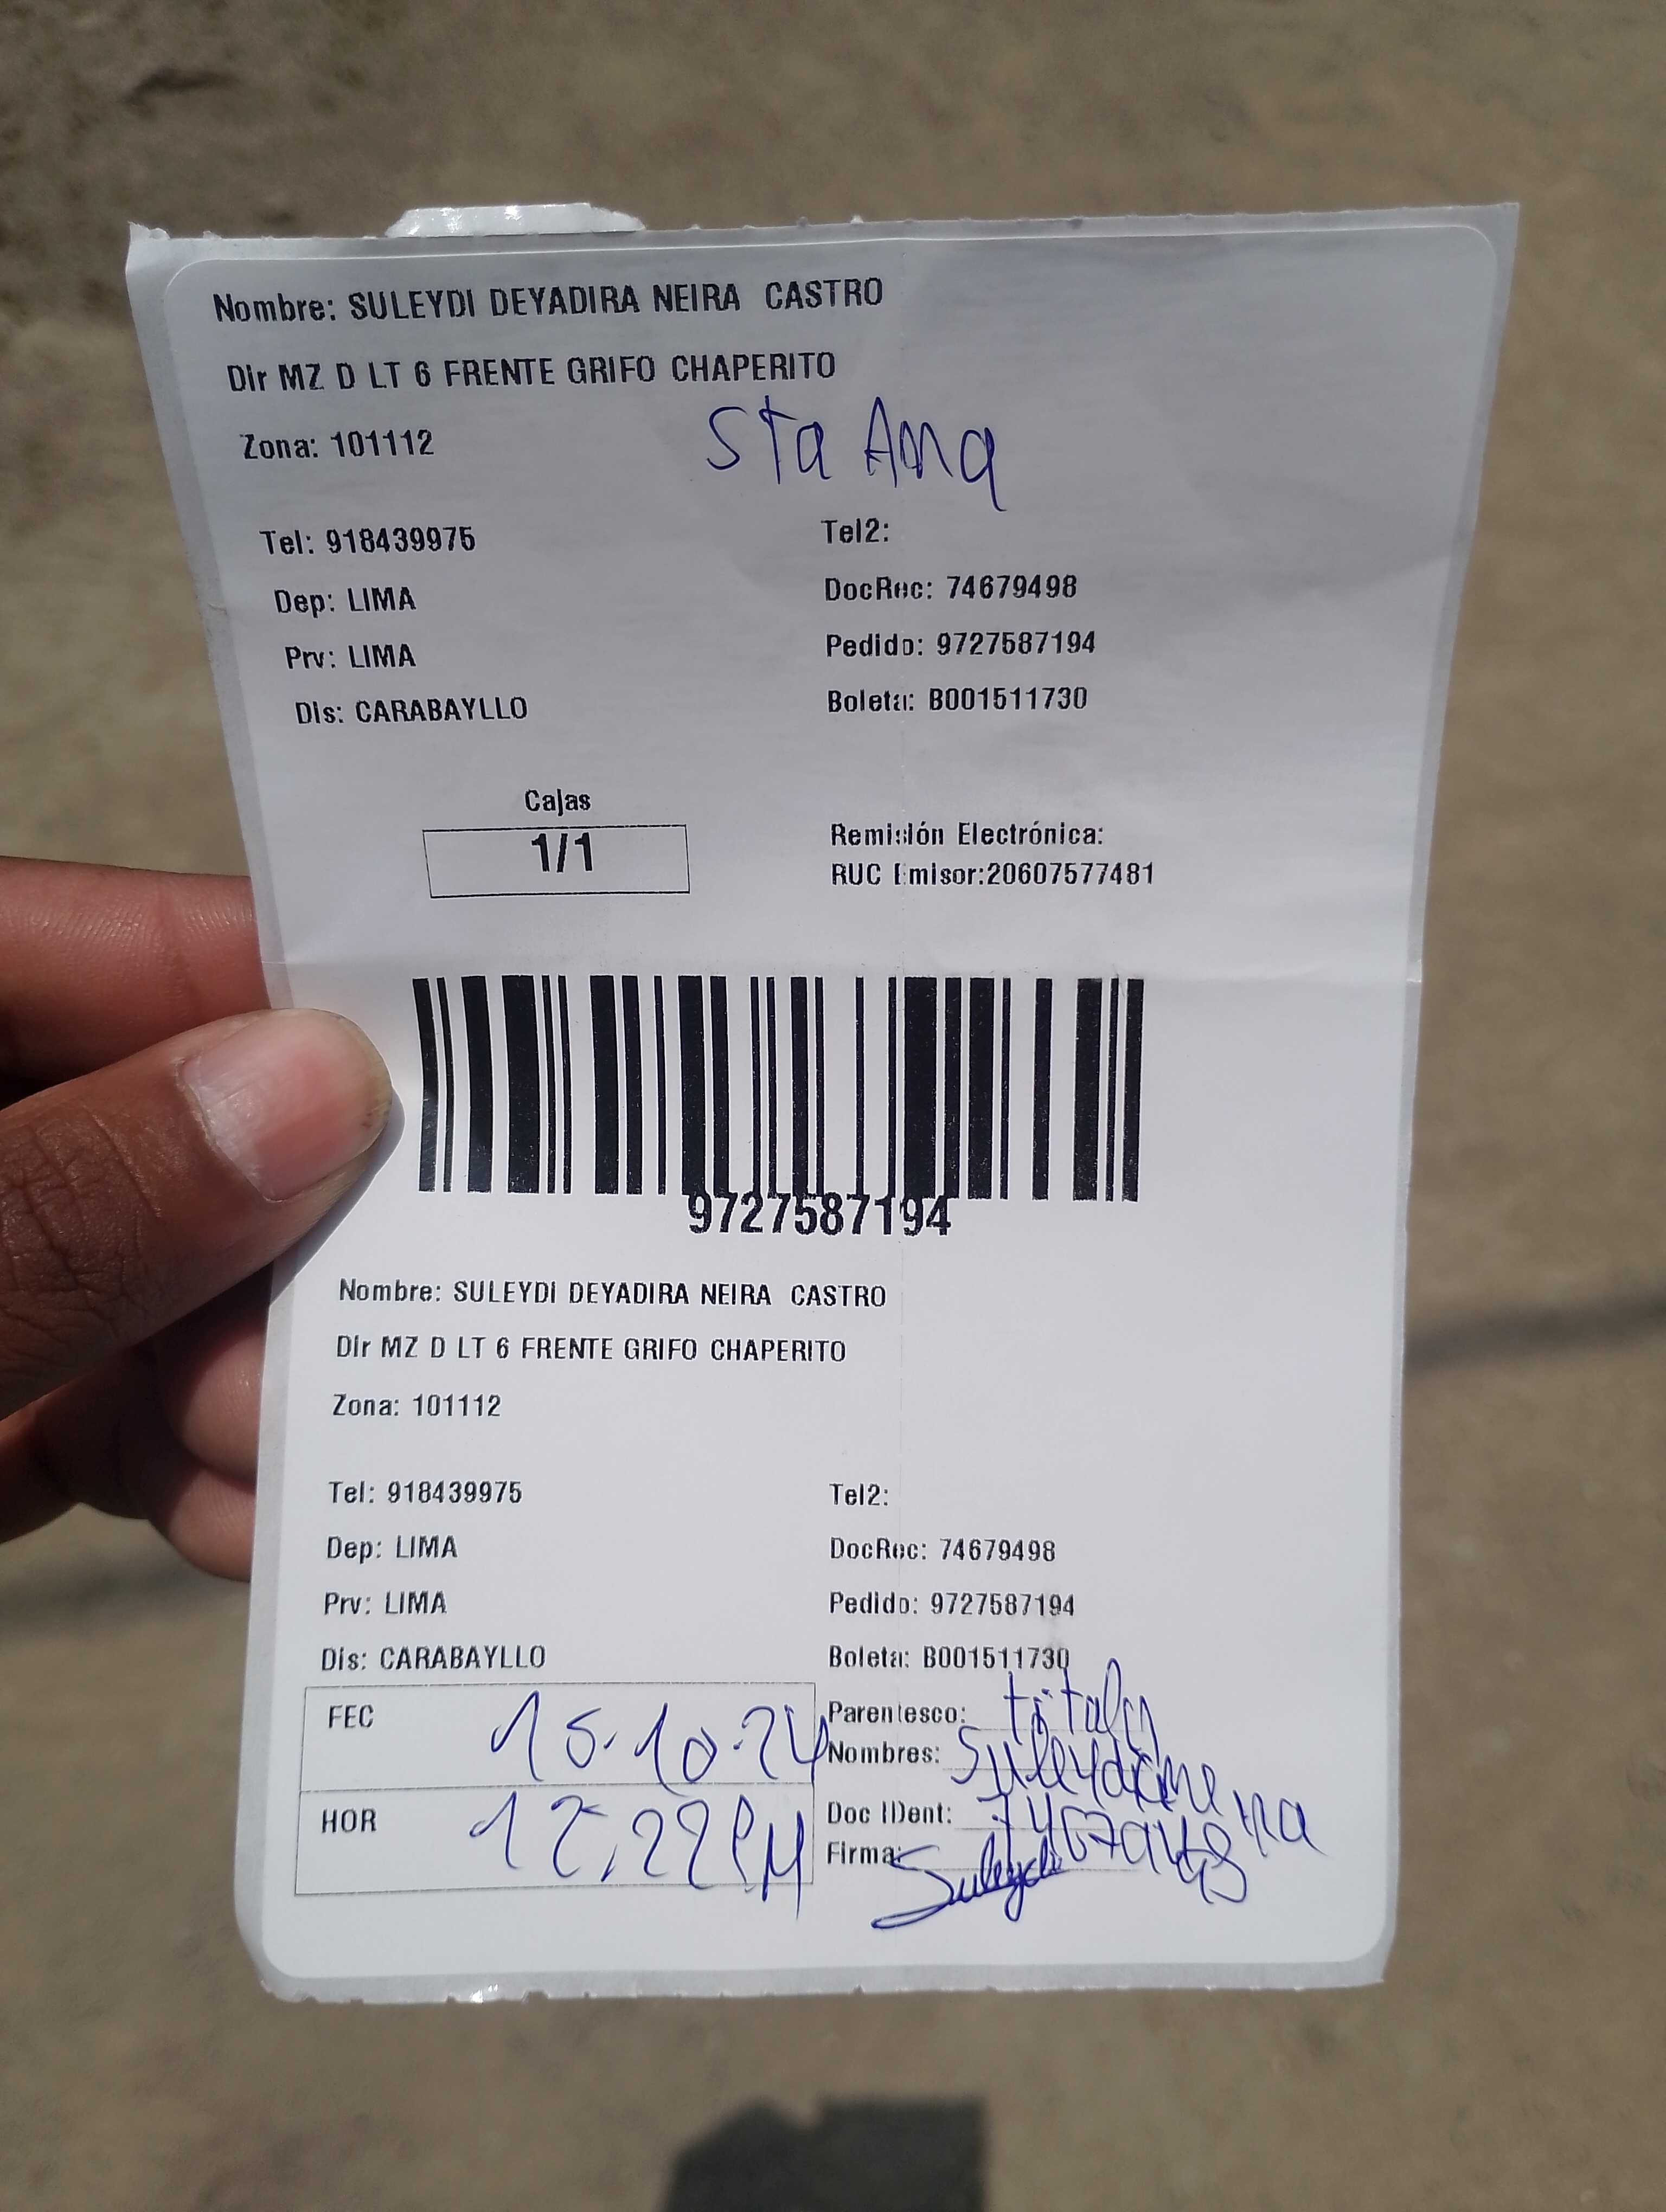 Nombre: SULEYDI DEYADIRA NEIRA CASTRO
Dir MZ D LT 6 FRENTE GRIFO CHAPERITO
Zona: 101112
Sta Ana
Tel: 918439975 Tel2:
Dep: LIMA DocRec: 74679498
Prv: LIMA Pedido: 9727587194
Dis: CARABAYLLO Boleta: B001511730
Cajas
1/1
Remisión Electrónica:
RUC Emisor:20607577481
9727587194
Nombre: SULEYDI DEYADIRA NEIRA CASTRO
Dir MZ D LT 6 FRENTE GRIFO CHAPERITO
Zona: 101112
Tel: 918439975 Tel2:
Dep: LIMA DocRec: 74679498
Prv: LIMA Pedido: 9727587194
Dis: CARABAYLLO Boleta: B001511730
FEC 15.10.24
Parentesco: titular
Nombres: Suleydi
HOR 12,22PM
Doc IDent:
Firma: Suleydi